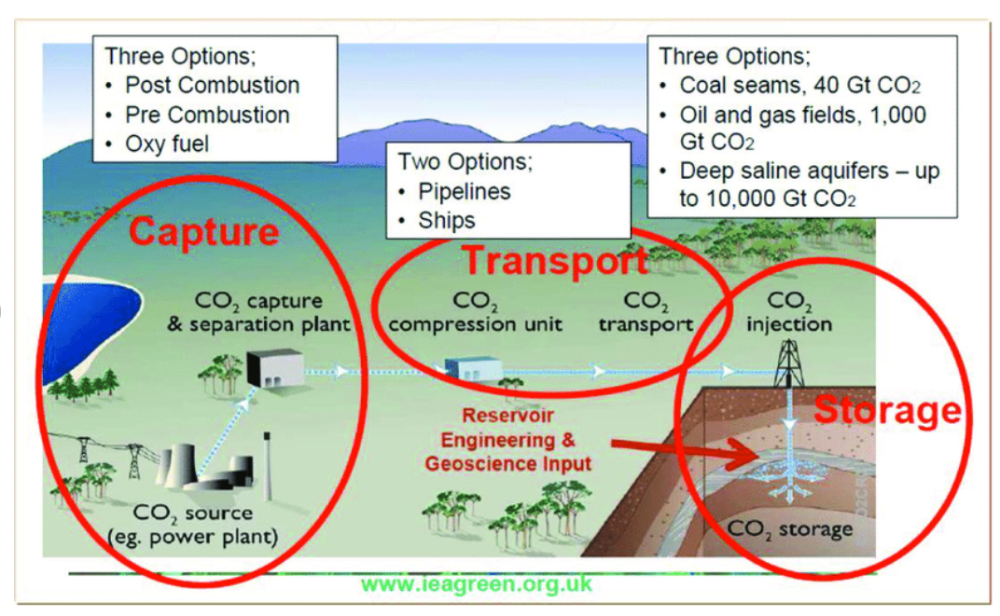 Three Options;
• Post Combustion
• Pre Combustion
• Oxy fuel
Two Options;
• Pipelines
• Ships
Three Options;
• Coal seams, 40 Gt CO₂
• Oil and gas fields, 1,000
Gt CO₂
• Deep saline aquifers – up
to 10,000 Gt CO₂
Capture
CO₂ capture
& separation plant
CO₂ source
(eg. power plant)
Transport
CO₂
compression unit
CO₂
transport
CO₂
injection
Storage
Reservoir
Engineering &
Geoscience Input
CO₂ storage
www.ieagreen.org.uk